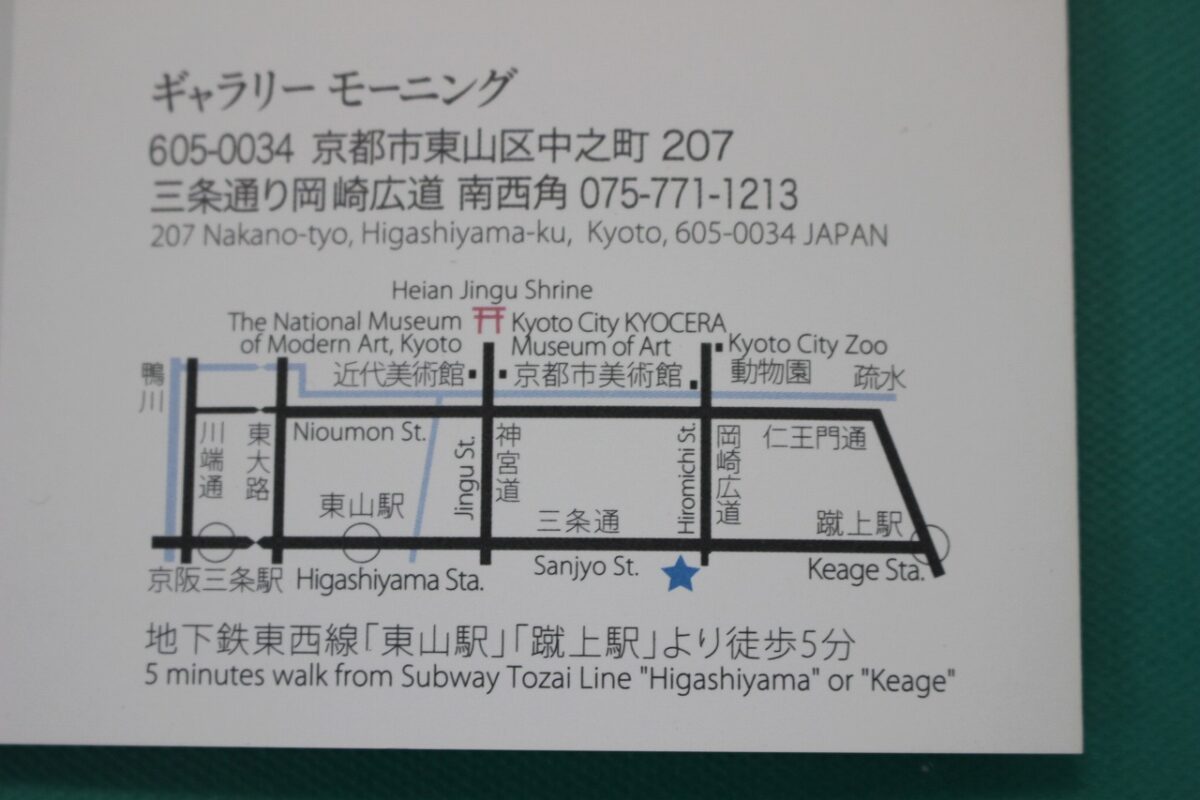 ギャラリー モーニング
605-0034 京都市東山区中之町 207
三条通り岡崎広道 南西角 075-771-1213
207 Nakano-tyo, Higashiyama-ku, Kyoto, 605-0034 JAPAN
Heian Jingu Shrine
The National Museum
of Modern Art, Kyoto
近代美術館
Kyoto City KYOCERA
Museum of Art
京都市美術館
Kyoto City Zoo
動物園
疏水
鴨川
川端通
東大路
Nioumon St.
Jingu St.
神宮道
Hiromichi St.
岡崎広道
仁王門通
東山駅
三条通
蹴上駅
京阪三条駅
Higashiyama Sta.
Sanjyo St.
Keage Sta.
地下鉄東西線「東山駅」「蹴上駅」より徒歩5分
5 minutes walk from Subway Tozai Line "Higashiyama" or "Keage"